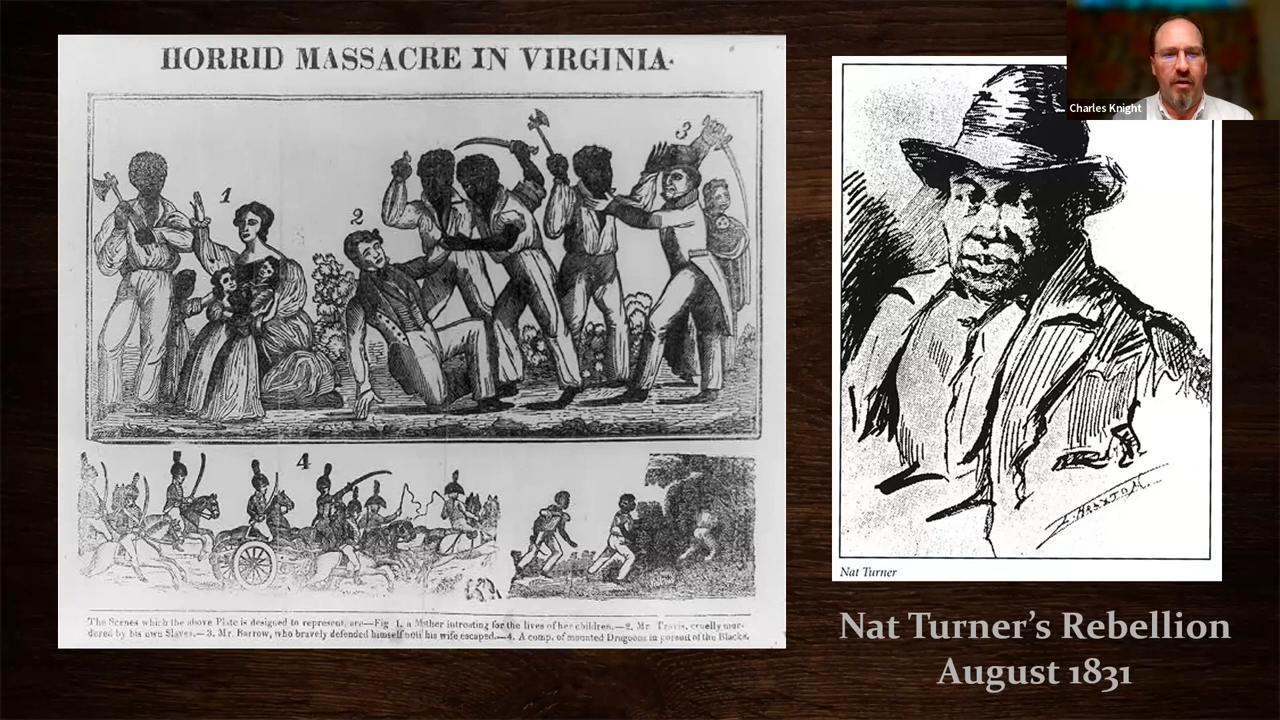 HORRID MASSACRE IN VIRGINIA.
1
2
3
4
The Scenes which the above Plate is designed to represent, are—Fig 1, a Mother intreating for the lives of her children.—2. Mr. Travis, cruelly mur-
dered by his own Slaves.—3. Mr. Barrow, who bravely defended himself until his wife escaped.—4. A comp. of mounted Dragoons in pursuit of the Blacks.
Charles Knight
Nat Turner
Nat Turner's Rebellion
August 1831